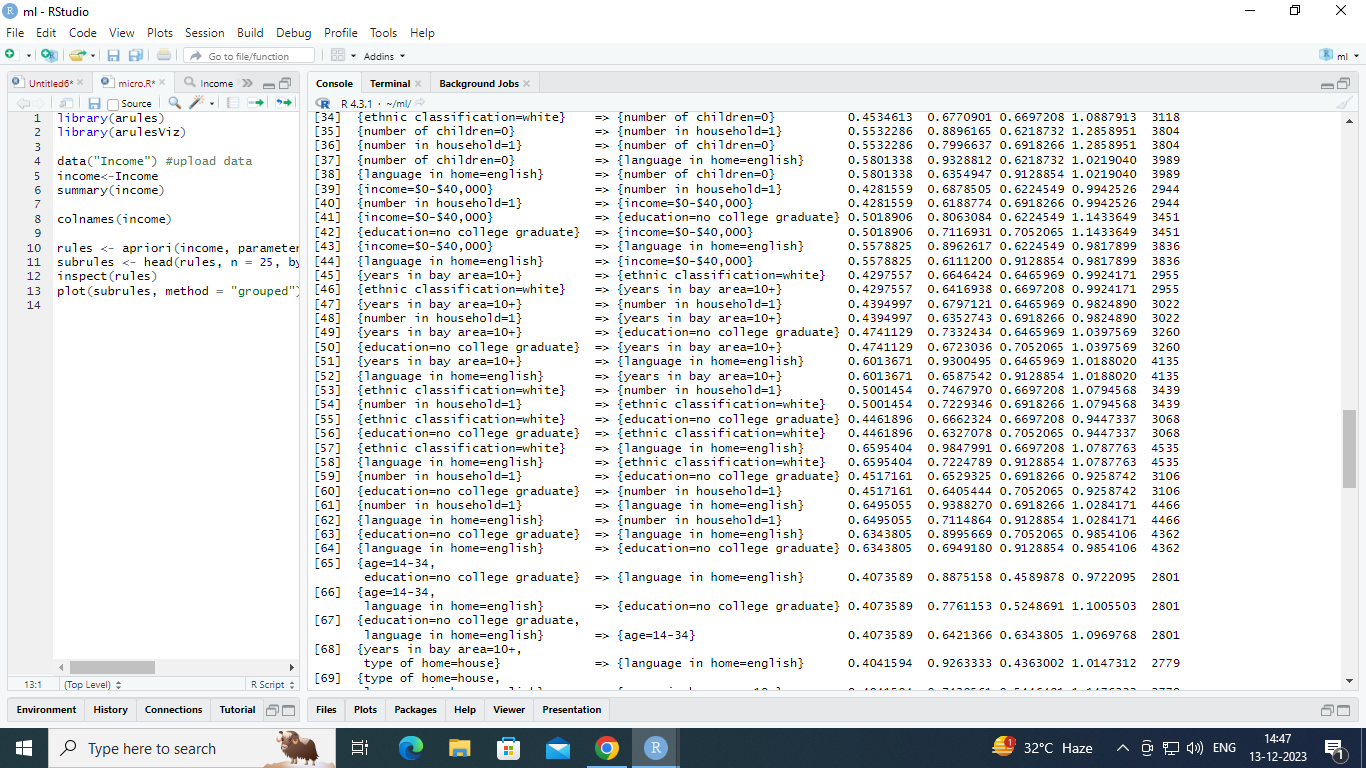 ml - RStudio
File Edit Code View Plots Session Build Debug Profile Tools Help
Go to file/function Addins ml
Untitled6* micro.R* Income
Source
1 library(arules)
2 library(arulesViz)
3
4 data("Income") #upload data
5 income<-Income
6 summary(income)
7
8 colnames(income)
9
10 rules <- apriori(income, parameter
11 subrules <- head(rules, n = 25, by
12 inspect(rules)
13 plot(subrules, method = "grouped")
14
13:1 (Top Level) R Script
Environment History Connections Tutorial
Console Terminal Background Jobs
R 4.3.1 · ~/ml/
[34] {ethnic classification=white} => {number of children=0} 0.4534613 0.6770901 0.6697208 1.0887913 3118
[35] {number of children=0} => {number in household=1} 0.5532286 0.8896165 0.6218732 1.2858951 3804
[36] {number in household=1} => {number of children=0} 0.5532286 0.7996637 0.6918266 1.2858951 3804
[37] {number of children=0} => {language in home=english} 0.5801338 0.9328812 0.6218732 1.0219040 3989
[38] {language in home=english} => {number of children=0} 0.5801338 0.6354947 0.9128854 1.0219040 3989
[39] {income=$0-$40,000} => {number in household=1} 0.4281559 0.6878505 0.6224549 0.9942526 2944
[40] {number in household=1} => {income=$0-$40,000} 0.4281559 0.6188774 0.6918266 0.9942526 2944
[41] {income=$0-$40,000} => {education=no college graduate} 0.5018906 0.8063084 0.6224549 1.1433649 3451
[42] {education=no college graduate} => {income=$0-$40,000} 0.5018906 0.7116931 0.7052065 1.1433649 3451
[43] {income=$0-$40,000} => {language in home=english} 0.5578825 0.8962617 0.6224549 0.9817899 3836
[44] {language in home=english} => {income=$0-$40,000} 0.5578825 0.6111200 0.9128854 0.9817899 3836
[45] {years in bay area=10+} => {ethnic classification=white} 0.4297557 0.6646424 0.6465969 0.9924171 2955
[46] {ethnic classification=white} => {years in bay area=10+} 0.4297557 0.6416938 0.6697208 0.9924171 2955
[47] {years in bay area=10+} => {number in household=1} 0.4394997 0.6797121 0.6465969 0.9824890 3022
[48] {number in household=1} => {years in bay area=10+} 0.4394997 0.6352743 0.6918266 0.9824890 3022
[49] {years in bay area=10+} => {education=no college graduate} 0.4741129 0.7332434 0.6465969 1.0397569 3260
[50] {education=no college graduate} => {years in bay area=10+} 0.4741129 0.6723036 0.7052065 1.0397569 3260
[51] {years in bay area=10+} => {language in home=english} 0.6013671 0.9300495 0.6465969 1.0188020 4135
[52] {language in home=english} => {years in bay area=10+} 0.6013671 0.6587542 0.9128854 1.0188020 4135
[53] {ethnic classification=white} => {number in household=1} 0.5001454 0.7467970 0.6697208 1.0794568 3439
[54] {number in household=1} => {ethnic classification=white} 0.5001454 0.7229346 0.6918266 1.0794568 3439
[55] {ethnic classification=white} => {education=no college graduate} 0.4461896 0.6662324 0.6697208 0.9447337 3068
[56] {education=no college graduate} => {ethnic classification=white} 0.4461896 0.6327078 0.7052065 0.9447337 3068
[57] {ethnic classification=white} => {language in home=english} 0.6595404 0.9847991 0.6697208 1.0787763 4535
[58] {language in home=english} => {ethnic classification=white} 0.6595404 0.7224789 0.9128854 1.0787763 4535
[59] {number in household=1} => {education=no college graduate} 0.4517161 0.6529325 0.6918266 0.9258742 3106
[60] {education=no college graduate} => {number in household=1} 0.4517161 0.6405444 0.7052065 0.9258742 3106
[61] {number in household=1} => {language in home=english} 0.6495055 0.9388270 0.6918266 1.0284171 4466
[62] {language in home=english} => {number in household=1} 0.6495055 0.7114864 0.9128854 1.0284171 4466
[63] {education=no college graduate} => {language in home=english} 0.6343805 0.8995669 0.7052065 0.9854106 4362
[64] {language in home=english} => {education=no college graduate} 0.6343805 0.6949180 0.9128854 0.9854106 4362
[65] {age=14-34,
education=no college graduate} => {language in home=english} 0.4073589 0.8875158 0.4589878 0.9722095 2801
[66] {age=14-34,
language in home=english} => {education=no college graduate} 0.4073589 0.7761153 0.5248691 1.1005503 2801
[67] {education=no college graduate,
language in home=english} => {age=14-34} 0.4073589 0.6421366 0.6343805 1.0969768 2801
[68] {years in bay area=10+,
type of home=house} => {language in home=english} 0.4041594 0.9263333 0.4363002 1.0147312 2779
[69] {type of home=house,
Files Plots Packages Help Viewer Presentation
Type here to search
32°C Haze
ENG
14:47
13-12-2023